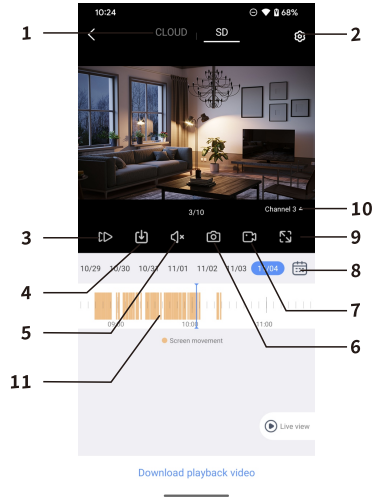 10:24
68%
1
CLOUD
SD
2
3/10
Channel 3
10
3
9
10/29 10/30 10/31 11/01 11/02 11/03 11/04
8
4
7
5
6
09:00 10:00 11:00
11
Screen movement
Live view
Download playback video